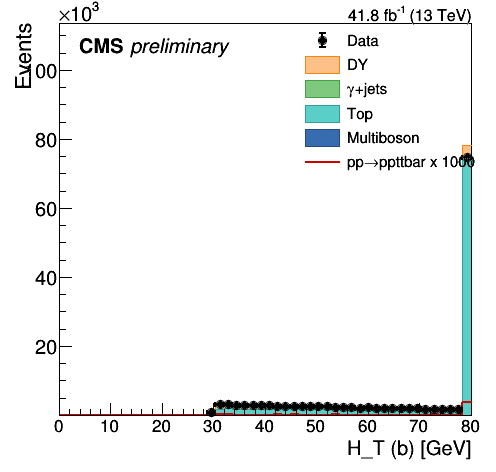 ×10³
41.8 fb⁻¹ (13 TeV)
CMS preliminary
Events
Data
DY
γ+jets
Top
Multiboson
pp→ppttbar x 1000
00
80
60
40
20
0 10 20 30 40 50 60 70 80
H_T (b) [GeV]